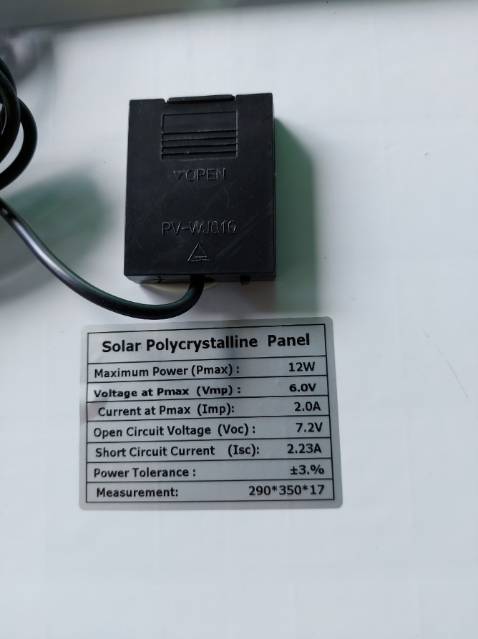 ▽OPEN
PV-WJ010
Solar Polycrystalline Panel
Maximum Power (Pmax) : 12W
Voltage at Pmax (Vmp) : 6.0V
Current at Pmax (Imp): 2.0A
Open Circuit Voltage (Voc) : 7.2V
Short Circuit Current (Isc): 2.23A
Power Tolerance : ±3.%
Measurement: 290*350*17